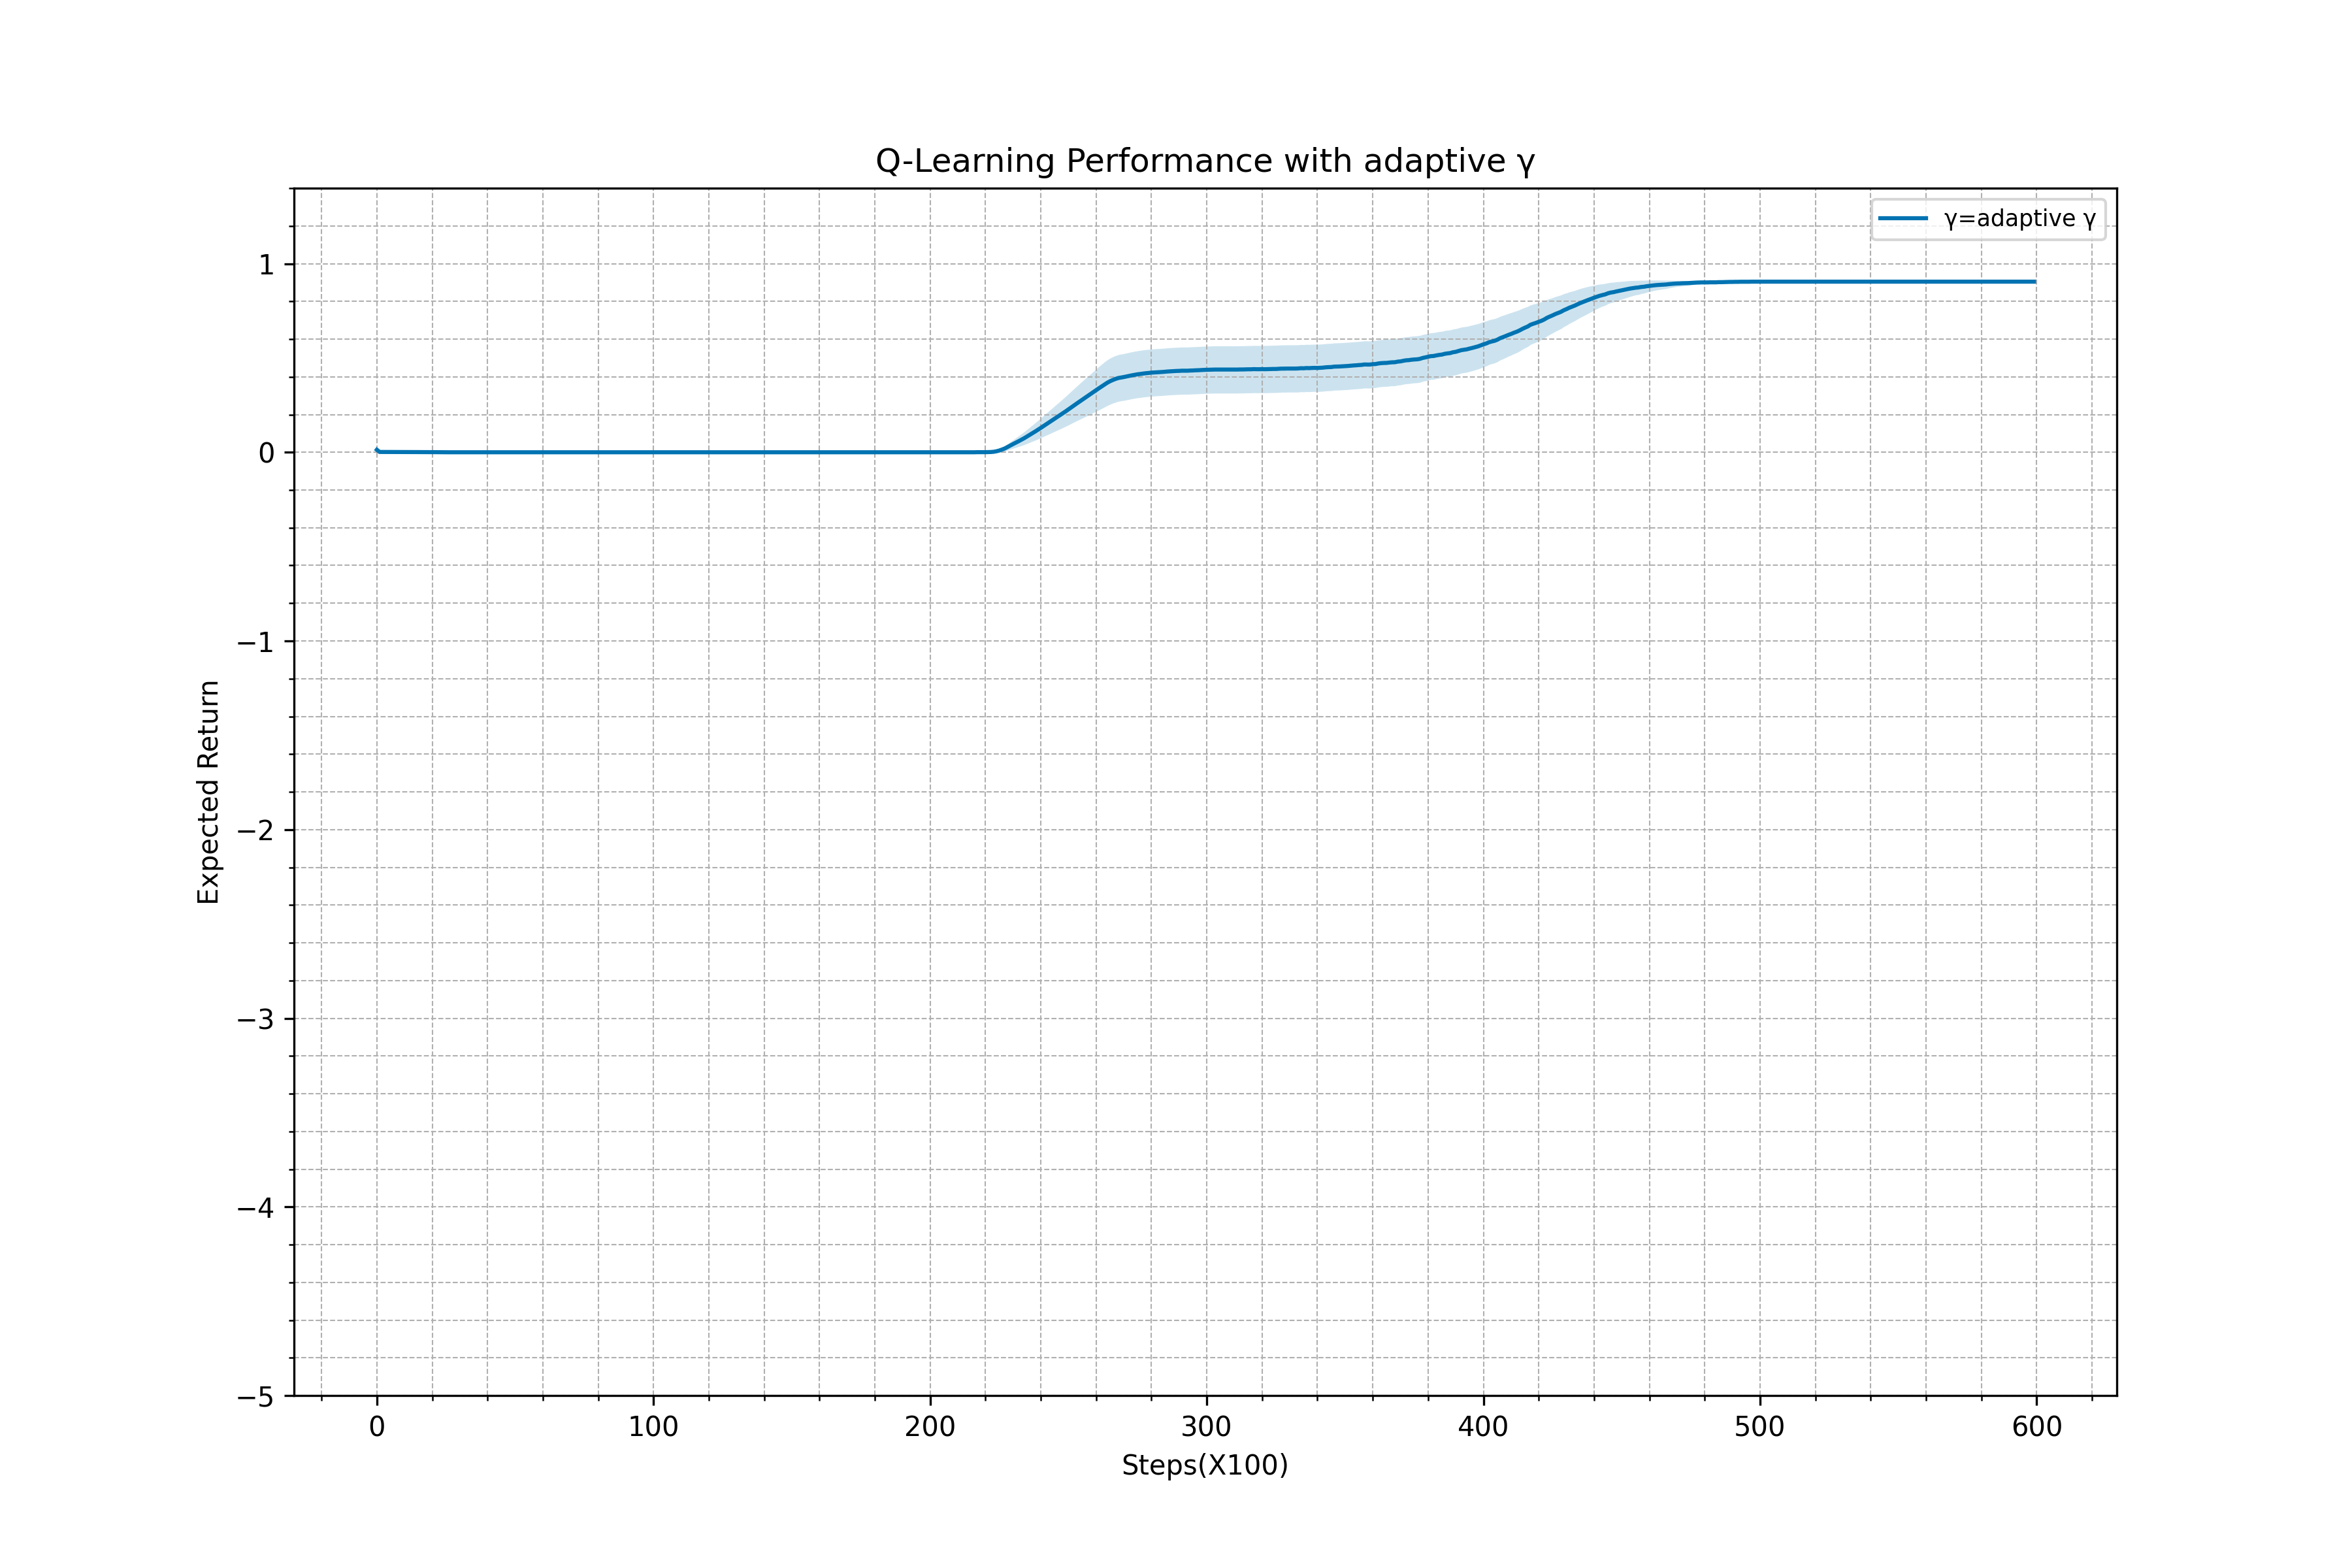 Q-Learning Performance with adaptive γ
γ=adaptive γ
1
0
−1
−2
−3
−4
−5
Expected Return
0 100 200 300 400 500 600
Steps(X100)